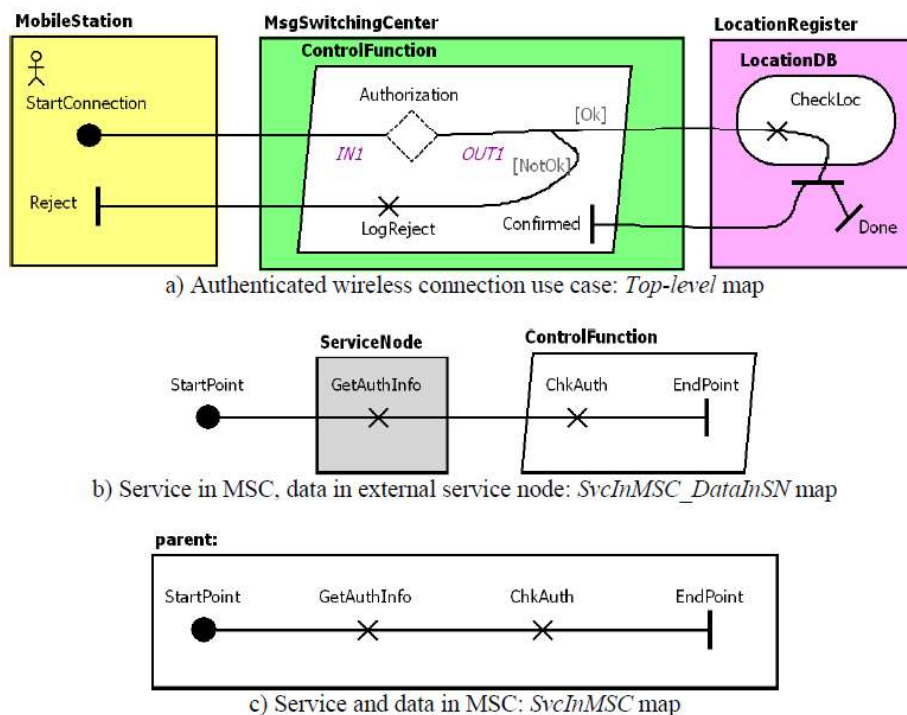 MobileStation
MsgSwitchingCenter
LocationRegister
ControlFunction
LocationDB
StartConnection
Authorization
CheckLoc
[Ok]
IN1
OUT1
[NotOk]
Reject
LogReject
Confirmed
Done
a) Authenticated wireless connection use case: Top-level map
ServiceNode
ControlFunction
StartPoint
GetAuthInfo
ChkAuth
EndPoint
b) Service in MSC, data in external service node: SvcInMSC_DataInSN map
parent:
StartPoint
GetAuthInfo
ChkAuth
EndPoint
c) Service and data in MSC: SvcInMSC map